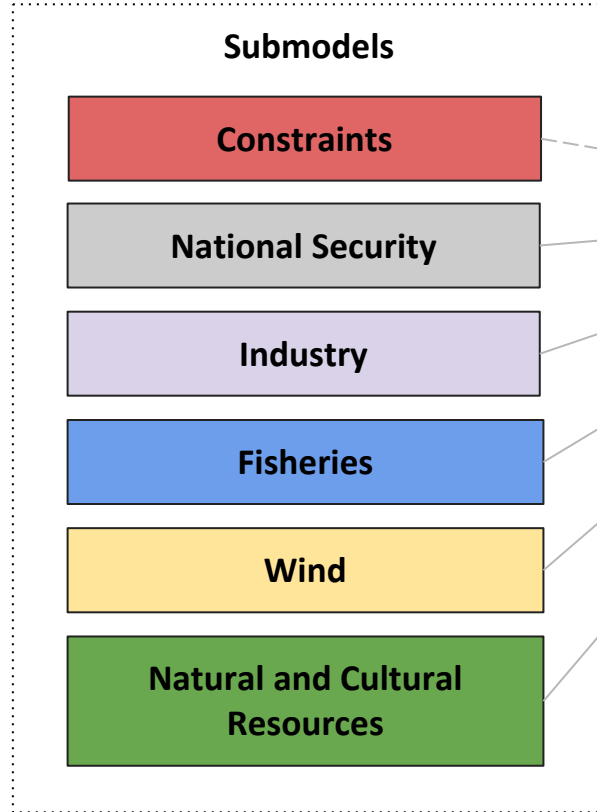 Submodels
Constraints
National Security
Industry
Fisheries
Wind
Natural and Cultural
Resources